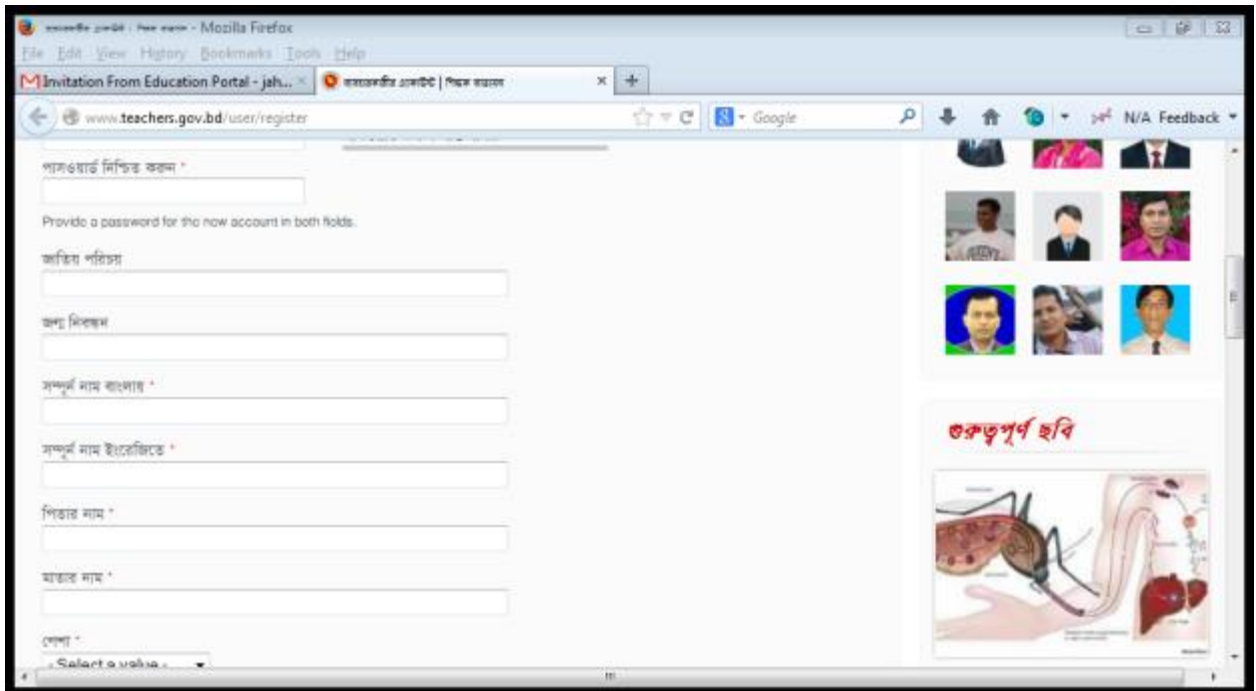 Mozilla Firefox
File Edit View History Bookmarks Tools Help
Invitation From Education Portal - jah...
www.teachers.gov.bd/user/register
Google
N/A Feedback
পাসওয়ার্ড নিশ্চিত করুন *
Provide a password for the new account in both fields.
জাতিয় পরিচয়
জন্ম নিবন্ধন
সম্পূর্ন নাম বাংলায় *
সম্পূর্ন নাম ইংরেজিতে *
পিতার নাম *
মাতার নাম *
পেশা *
- Select a value -
গুরুত্বপূর্ণ ছবি